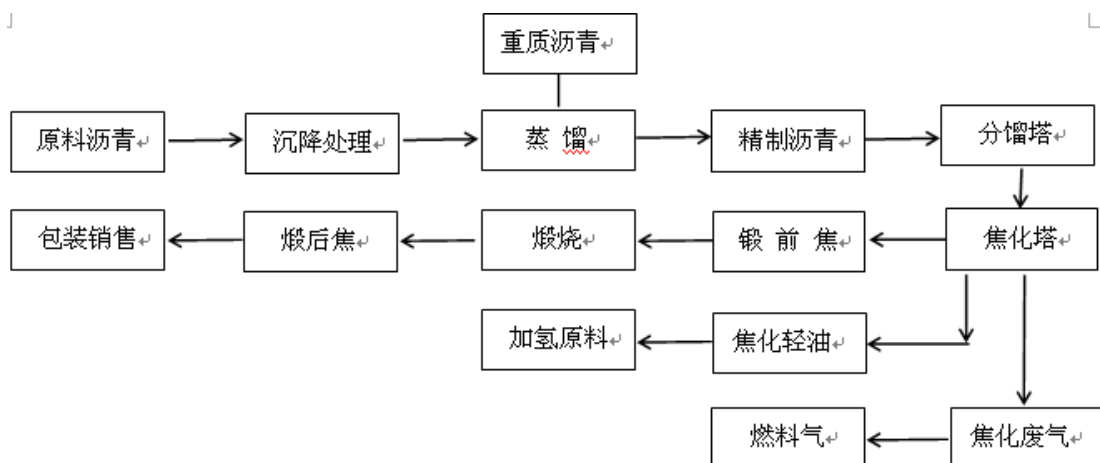 重质沥青
原料沥青
沉降处理
蒸 馏
精制沥青
分馏塔
包装销售
煅后焦
煅烧
锻 前 焦
焦化塔
加氢原料
焦化轻油
燃料气
焦化废气